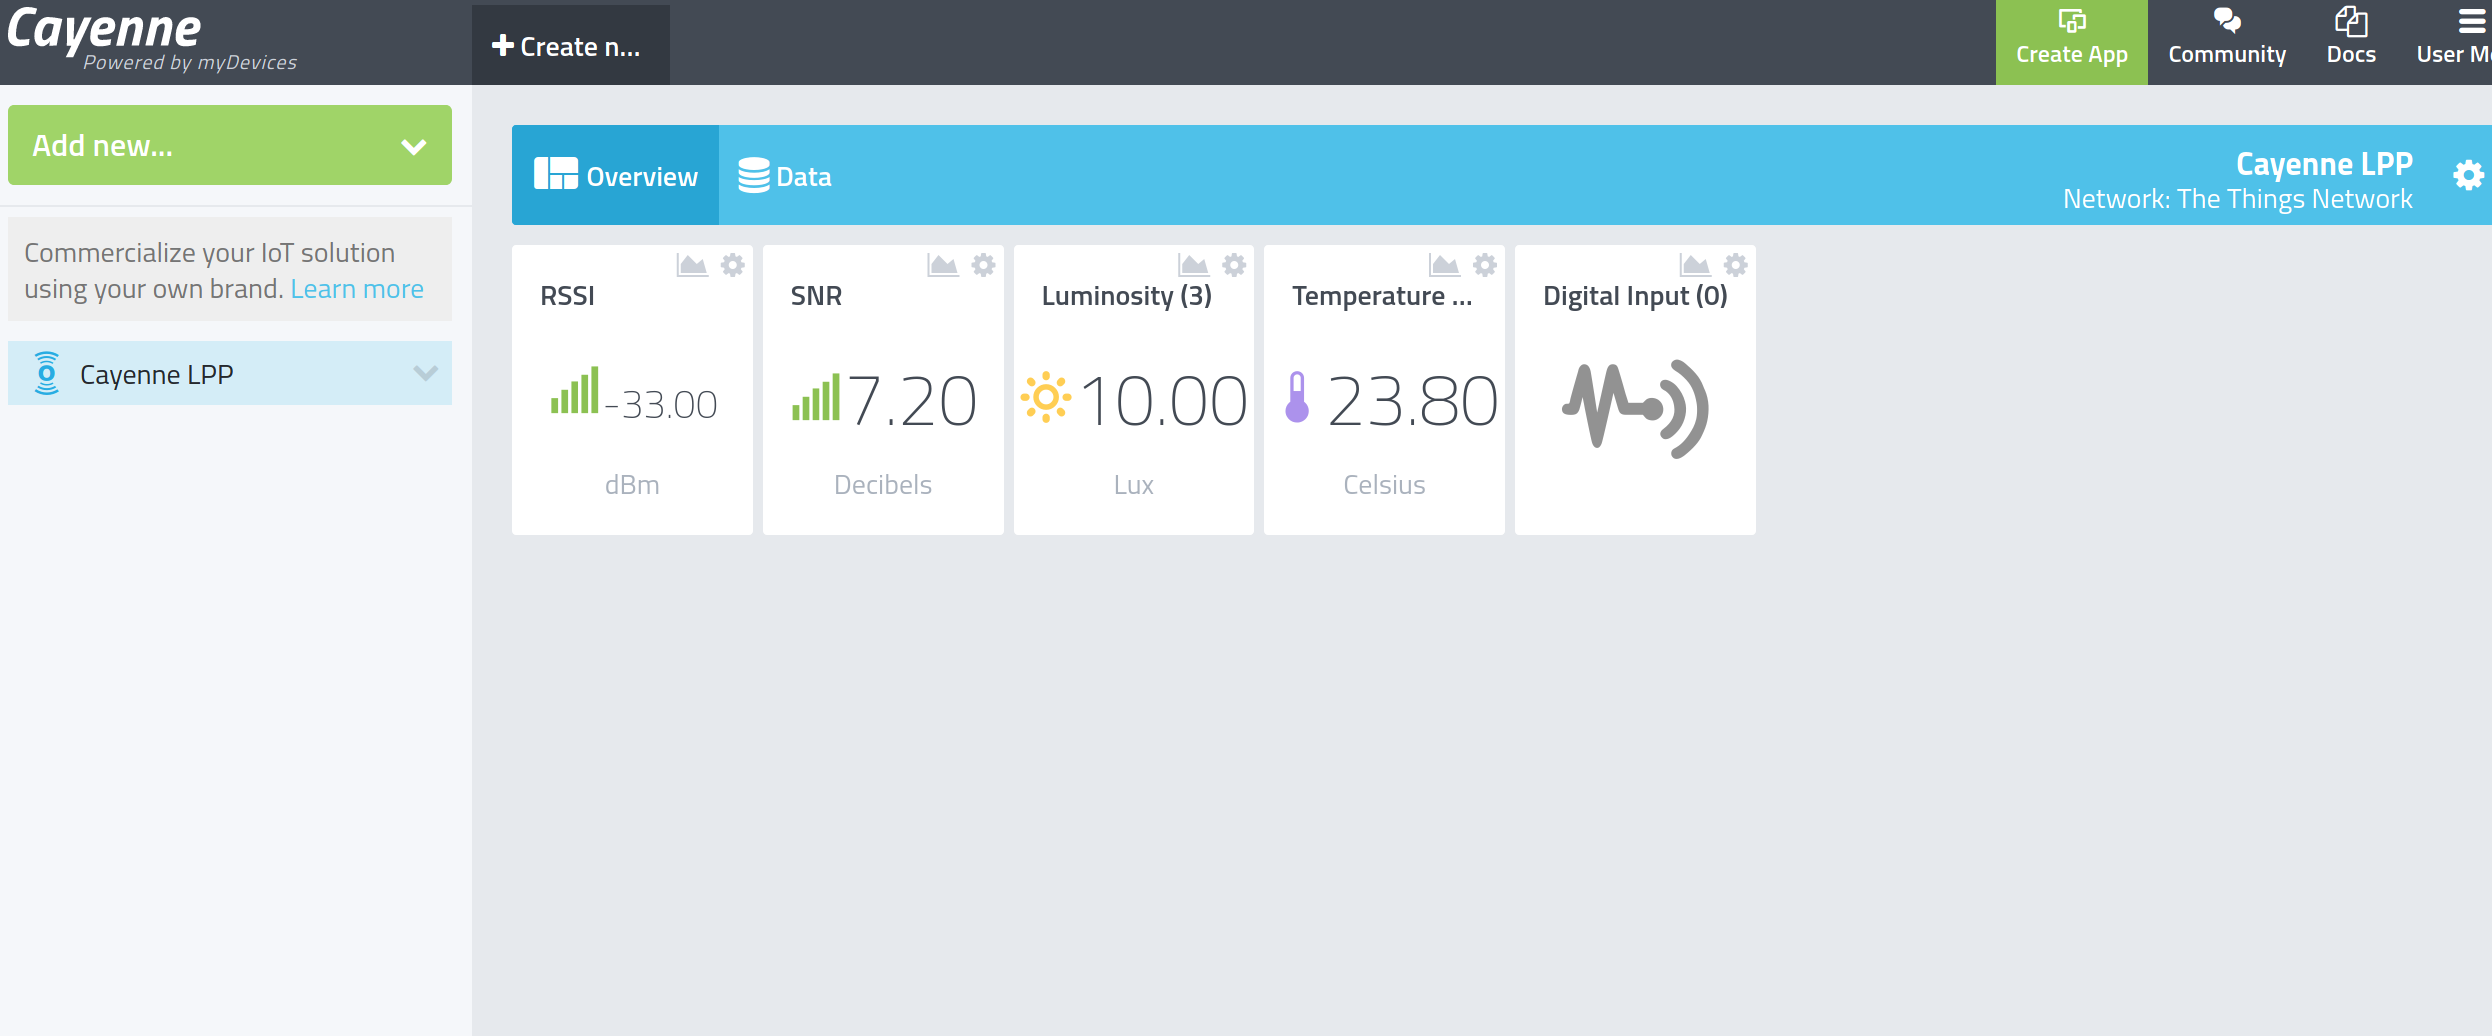 Cayenne
Powered by myDevices
Create n...
Create App
Community
Docs
User M
Add new...
Commercialize your IoT solution
using your own brand. Learn more
Cayenne LPP
Overview
Data
Cayenne LPP
Network: The Things Network
RSSI
-33.00
dBm
SNR
7.20
Decibels
Luminosity (3)
10.00
Lux
Temperature ...
23.80
Celsius
Digital Input (0)